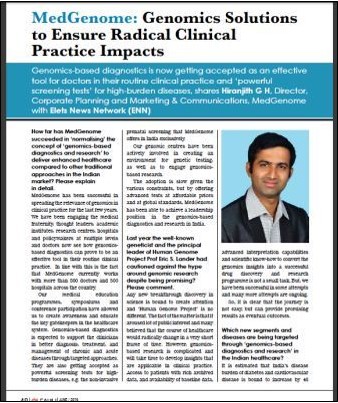 MedGenome: Genomics Solutions
to Ensure Radical Clinical
Practice Impacts
Genomics-based diagnostics is now getting accepted as an effective
tool for doctors in their routine clinical practice and 'powerful
screening tests' for high-burden diseases, shares Hiranjith G H, Director,
Corporate Planning and Marketing & Communications, MedGenome
with Elets News Network (ENN)
How far has MedGenome
succeeded in 'normalising' the
concept of 'genomics-based
diagnostics and research' to
deliver enhanced healthcare
compared to other traditional
approaches in the Indian
market? Please explain
in detail.
MedGenome has been successful in
spreading the relevance of genomics in
clinical practice for the last few years.
We have been engaging the medical
fraternity, thought leaders, academic
institutes, research centres, hospitals
and policymakers at multiple levels
and doctors now see how genomics-
based diagnostics can prove to be an
effective tool in their routine clinical
practice. In line with this is the fact
that MedGenome currently works
with more than 500 doctors and 500
hospitals across the country.
Our medical education
programmes, symposiums and
conference participation have allowed
us to create awareness and educate
the key gatekeepers in the healthcare
system. Genomics-based diagnostics
is expected to support the clinicians
in better diagnosis, treatment, and
management of chronic and acute
diseases through targeted approaches.
They are also getting accepted as
powerful screening tests for high-
burden diseases, e.g. the non-invasive
prenatal screening that MedGenome
offers in India exclusively.
Our genomic centres have been
actively involved in creating an
environment for genetic testing,
as well as to engage genomics-
based research.
The adoption is slow given the
various constraints, but by offering
advanced tests at affordable prices
and at global standards, MedGenome
has been able to achieve a leadership
position in the genomics-based
diagnostics and research in India.
Last year the well-known
geneticist and the principal
leader of Human Genome
Project Prof Eric S. Lander had
cautioned against the hype
around genomic research
despite being promising?
Please comment.
Any new breakthrough discovery in
science is bound to create attention
and 'Human Genome Project' is no
different. The fact of the matter is that it
aroused lot of public interest and many
believed that the course of healthcare
would radically change in a very short
frame of time. However, genomics-
based research is complicated and
will take time to develop insights that
are actionable to patients. To have
access to problems with rich archived
data, and availability of baseline data,
advanced interpretation capabilities
and scientific know-how to convert the
genomics insights into a successful
drug discovery and research
programme is not a small task. But, we
have been successful in some attempts
and many more attempts are ongoing.
So, it is clear that the journey is
not easy, but can provide promising
results as eventual outcomes.
Which new segments and
diseases are being targeted
through 'genomics-based
diagnostics and research' in
the Indian healthcare?
It is estimated that India's disease
burden of diabetes and cardiovascular
disease is bound to increase by 45